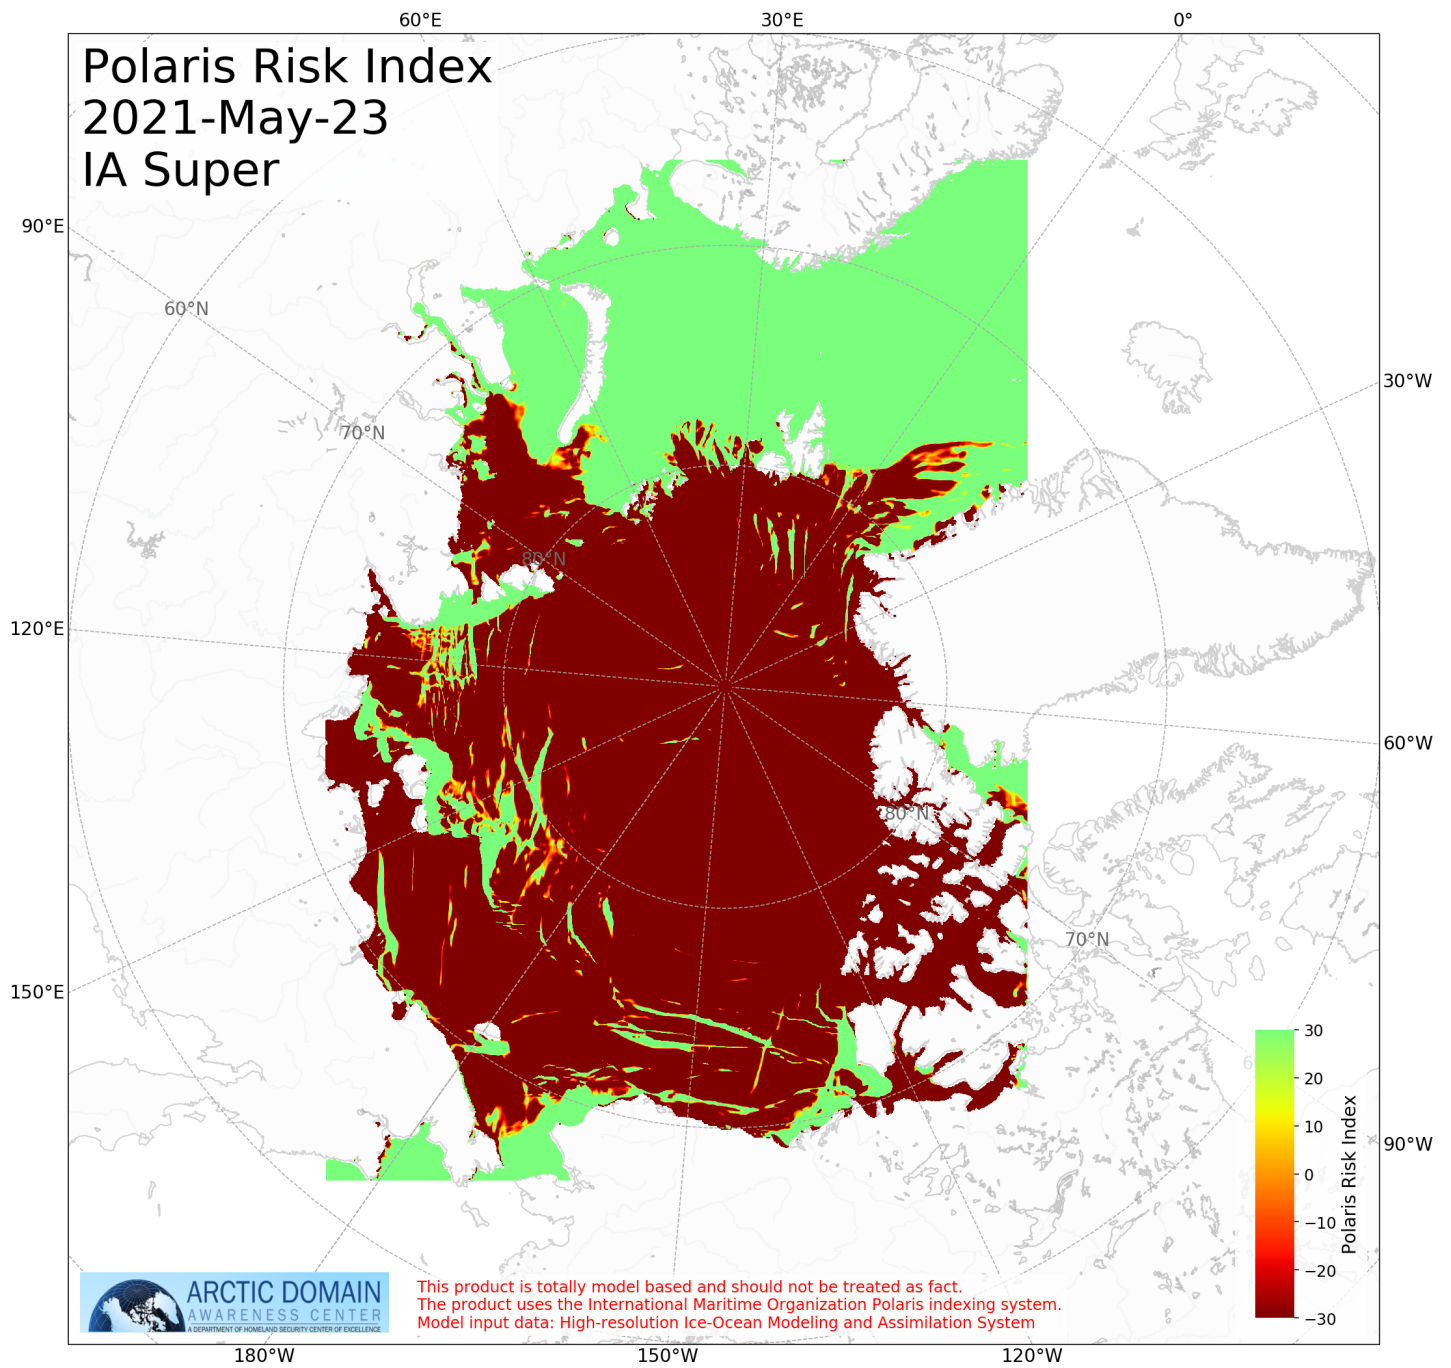 60°E
30°E
0°
Polaris Risk Index
2021-May-23
IA Super
90°E
60°N
30°W
70°N
80°N
120°E
60°W
80°N
70°N
150°E
30
20
10
0
−10
−20
−30
Polaris Risk Index
90°W
ARCTIC DOMAIN
AWARENESS CENTER
A DEPARTMENT OF HOMELAND SECURITY CENTER OF EXCELLENCE
This product is totally model based and should not be treated as fact.
The product uses the International Maritime Organization Polaris indexing system.
Model input data: High-resolution Ice-Ocean Modeling and Assimilation System
180°W
150°W
120°W